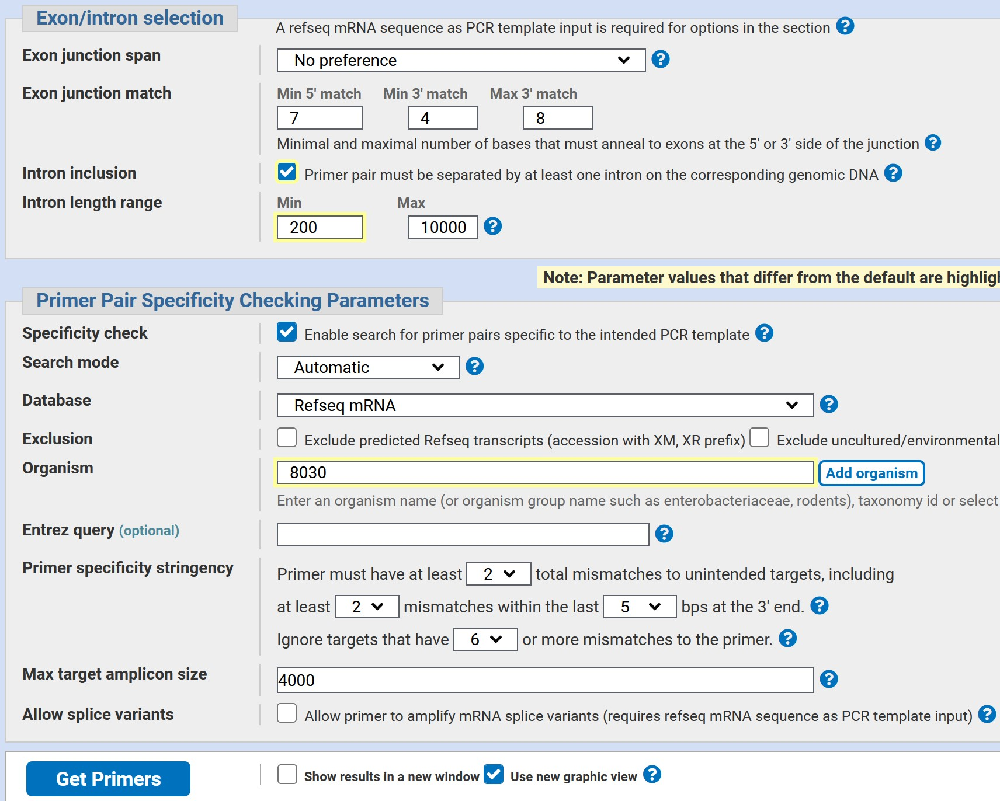 Exon/intron selection
A refseq mRNA sequence as PCR template input is required for options in the section ?
Exon junction span No preference ?
Exon junction match Min 5' match Min 3' match Max 3' match
7 4 8
Minimal and maximal number of bases that must anneal to exons at the 5' or 3' side of the junction ?
Intron inclusion Primer pair must be separated by at least one intron on the corresponding genomic DNA ?
Intron length range Min Max
200 10000 ?
Note: Parameter values that differ from the default are highligh
Primer Pair Specificity Checking Parameters
Specificity check Enable search for primer pairs specific to the intended PCR template ?
Search mode Automatic ?
Database Refseq mRNA ?
Exclusion Exclude predicted Refseq transcripts (accession with XM, XR prefix) Exclude uncultured/environmental
Organism 8030 Add organism
Enter an organism name (or organism group name such as enterobacteriaceae, rodents), taxonomy id or select
Entrez query (optional) ?
Primer specificity stringency Primer must have at least 2 total mismatches to unintended targets, including
at least 2 mismatches within the last 5 bps at the 3' end. ?
Ignore targets that have 6 or more mismatches to the primer. ?
Max target amplicon size 4000 ?
Allow splice variants Allow primer to amplify mRNA splice variants (requires refseq mRNA sequence as PCR template input) ?
Get Primers Show results in a new window Use new graphic view ?